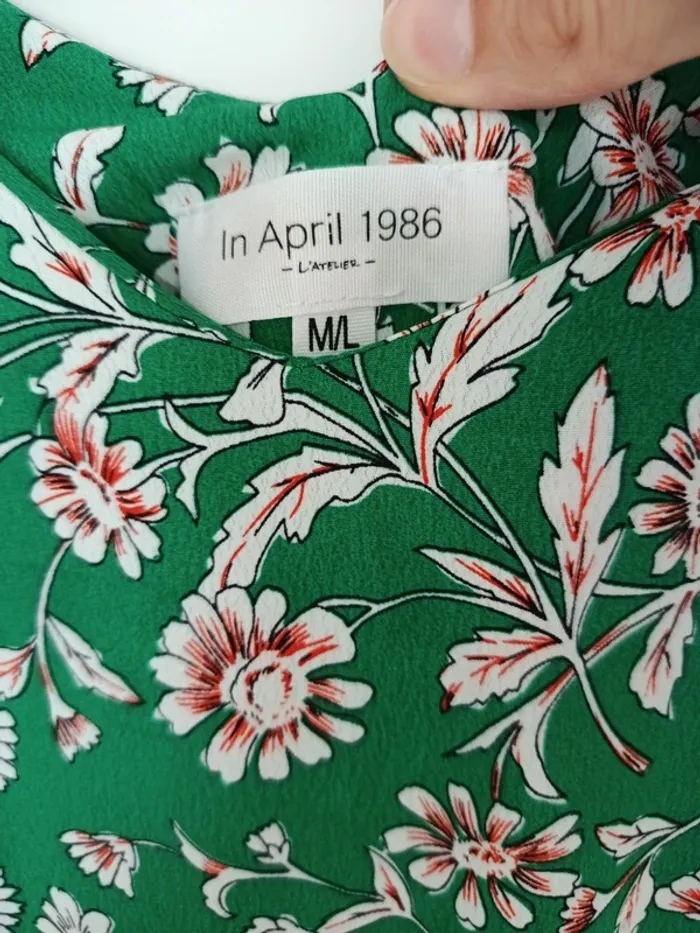 In April 1986
- L'ATELIER -
M/L